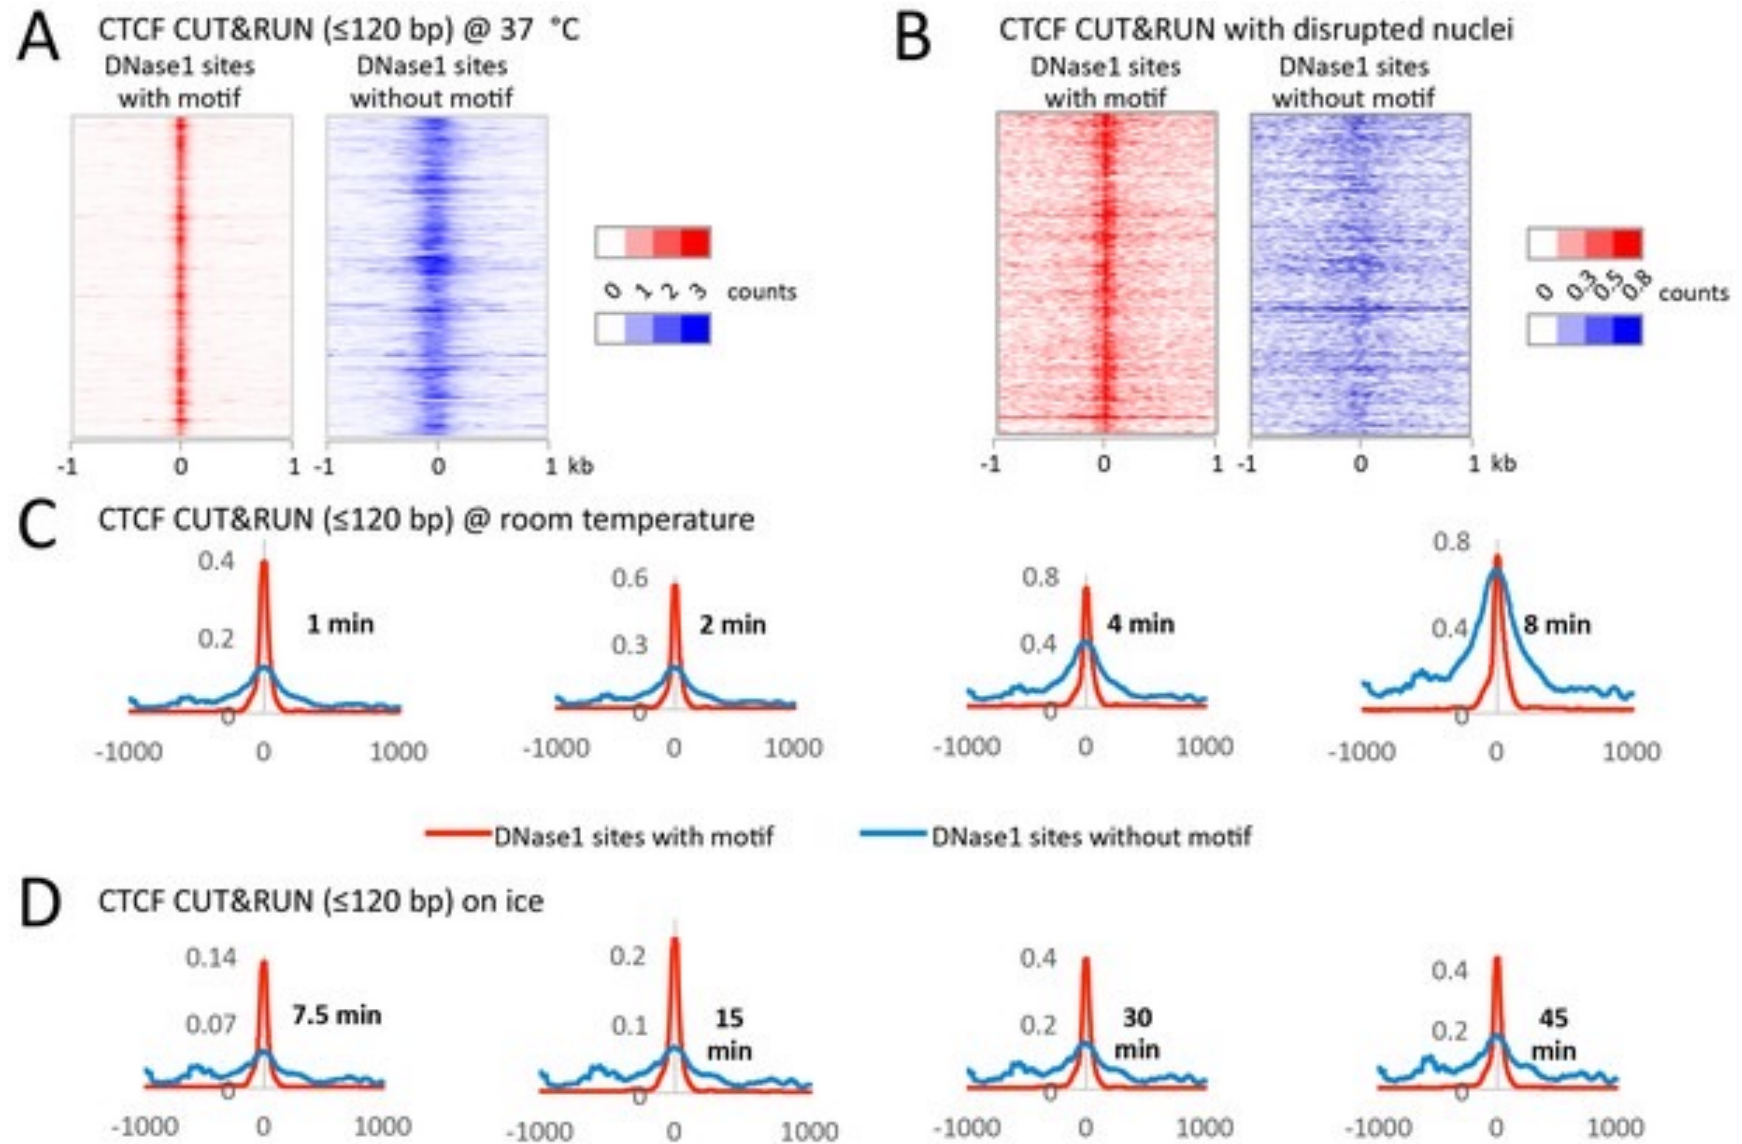 A CTCF CUT&RUN (≤120 bp) @ 37 °C
DNase1 sites with motif
DNase1 sites without motif
0 1 2 3 counts
-1 0 1 -1 0 1 kb
B CTCF CUT&RUN with disrupted nuclei
DNase1 sites with motif
DNase1 sites without motif
0 0.3 0.5 0.8 counts
-1 0 1 -1 0 1 kb
C CTCF CUT&RUN (≤120 bp) @ room temperature
0.4
0.2
0
1 min
-1000 0 1000
0.6
0.3
0
2 min
-1000 0 1000
0.8
0.4
0
4 min
-1000 0 1000
0.8
0.4
0
8 min
-1000 0 1000
DNase1 sites with motif
DNase1 sites without motif
D CTCF CUT&RUN (≤120 bp) on ice
0.14
0.07
0
7.5 min
-1000 0 1000
0.2
0.1
0
15
min
-1000 0 1000
0.4
0.2
0
30
min
-1000 0 1000
0.4
0.2
0
45
min
-1000 0 1000